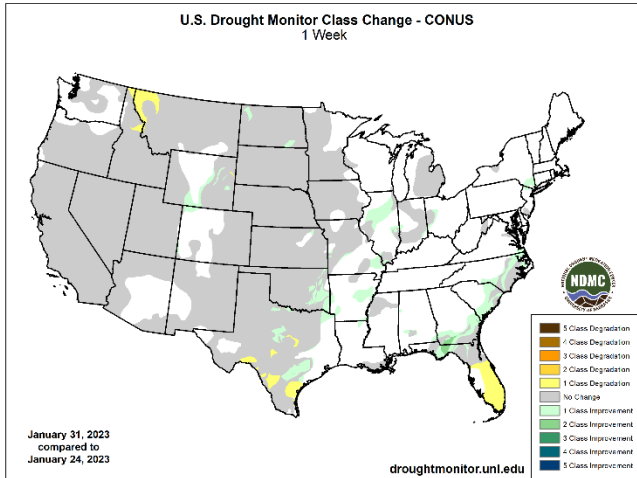 U.S. Drought Monitor Class Change - CONUS
1 Week
NDMC
5 Class Degradation
4 Class Degradation
3 Class Degradation
2 Class Degradation
1 Class Degradation
No Change
1 Class Improvement
2 Class Improvement
3 Class Improvement
4 Class Improvement
5 Class Improvement
January 31, 2023
compared to
January 24, 2023
droughtmonitor.unl.edu